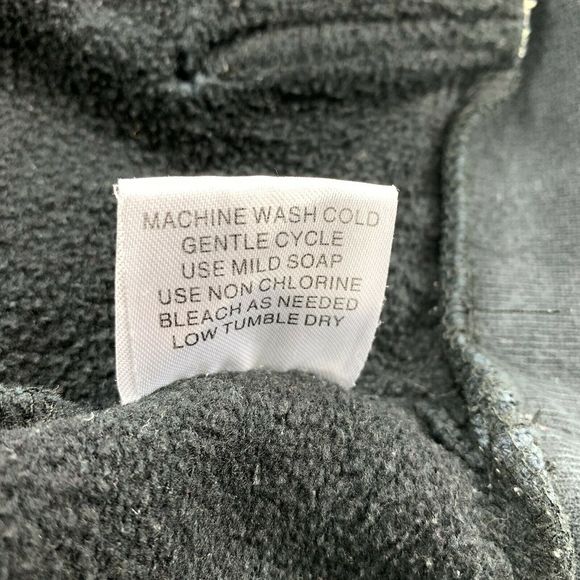 MACHINE WASH COLD
GENTLE CYCLE
USE MILD SOAP
USE NON CHLORINE
BLEACH AS NEEDED
LOW TUMBLE DRY